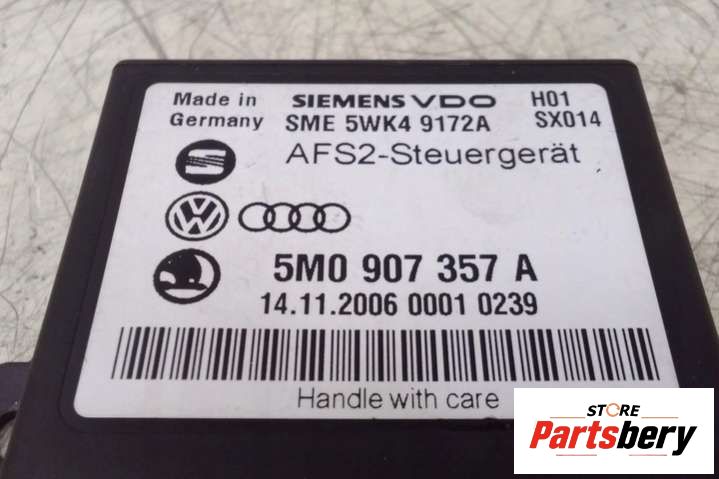 Made in SIEMENS VDO H01
Germany SME 5WK4 9172A SX014
AFS2-Steuergerät
5M0 907 357 A
14.11.2006 0001 0239
Handle with care
STORE
Partsbery